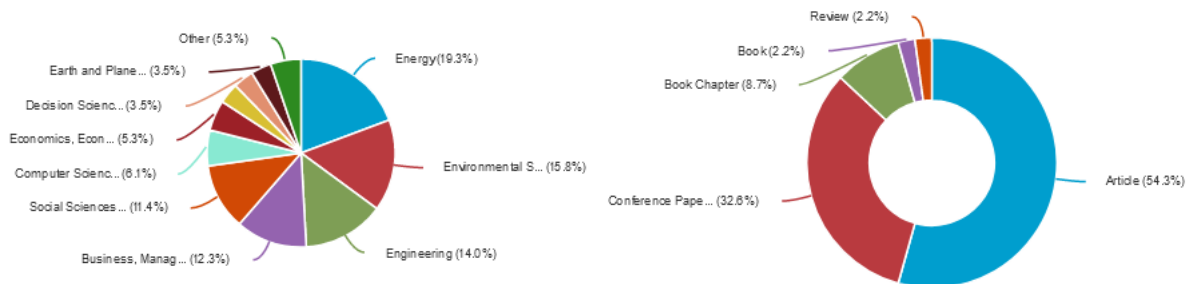 Other (5.3%)
Energy(19.3%)
Earth and Plane... (3.5%)
Decision Scienc... (3.5%)
Economics, Econ... (5.3%)
Computer Scienc... (6.1%)
Social Sciences... (11.4%)
Business, Manag... (12.3%)
Engineering (14.0%)
Environmental S... (15.8%)
Review (2.2%)
Book (2.2%)
Book Chapter (8.7%)
Conference Pape... (32.6%)
Article (54.3%)